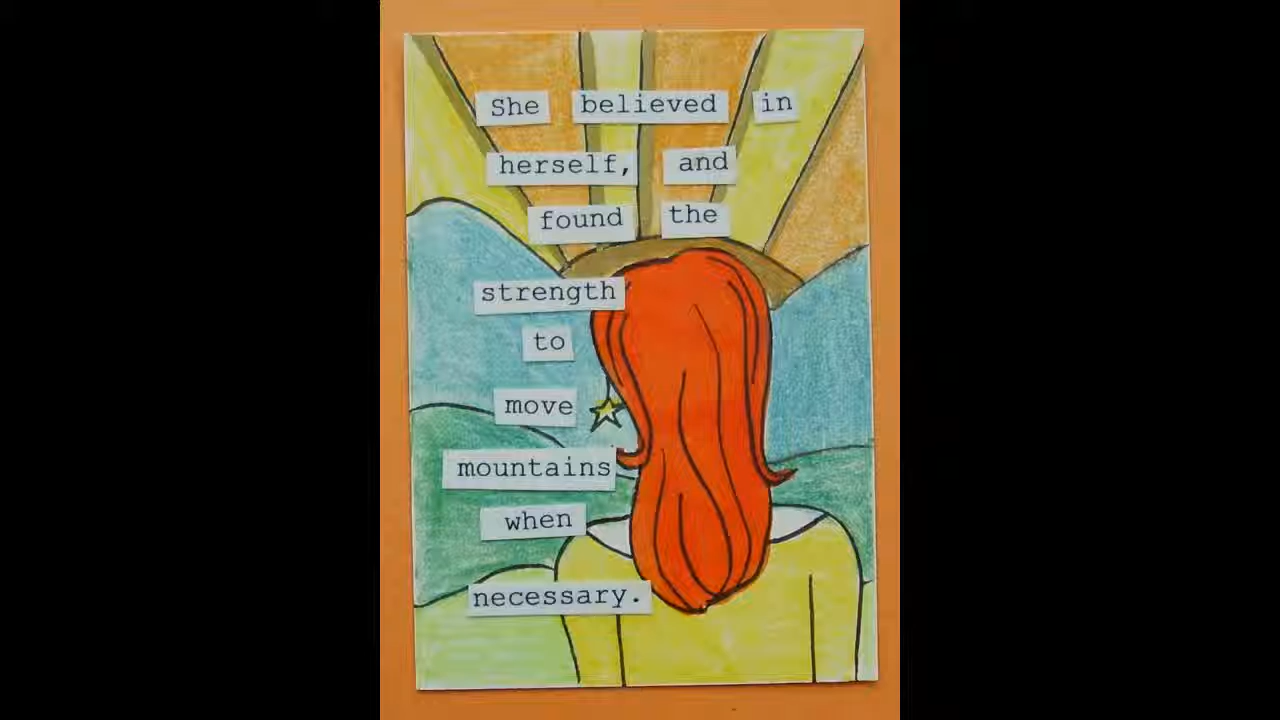 She believed in
herself, and
found the
strength
to
move
mountains
when
necessary.